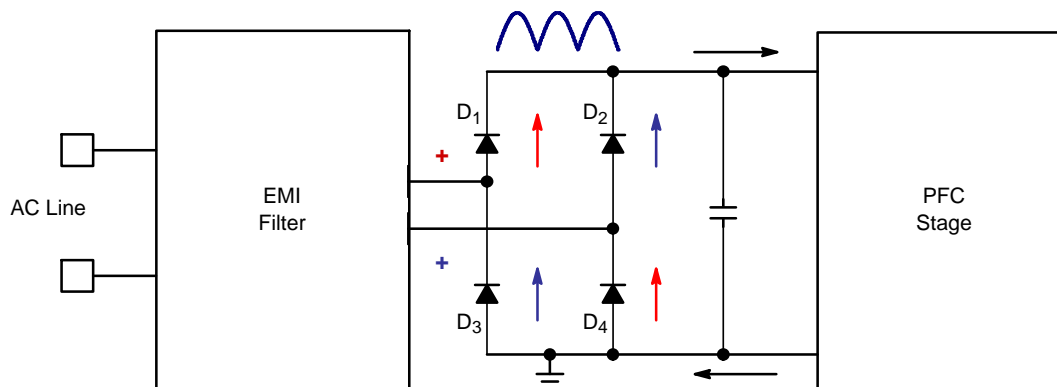 D1
D2
+
AC Line
EMI
Filter
PFC
Stage
+
D3
D4